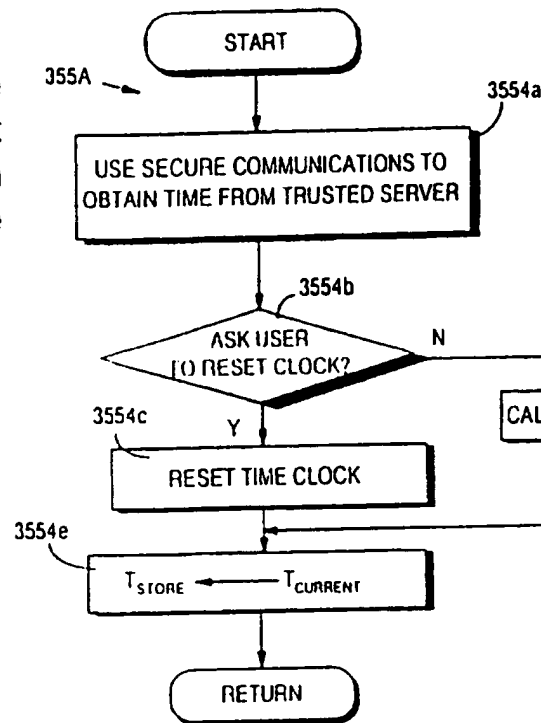 START
355A
3554a
USE SECURE COMMUNICATIONS TO
OBTAIN TIME FROM TRUSTED SERVER
3554b
ASK USER
TO RESET CLOCK?
N
Y
CAL
3554c
RESET TIME CLOCK
3554e
TSTORE ← TCURRENT
RETURN